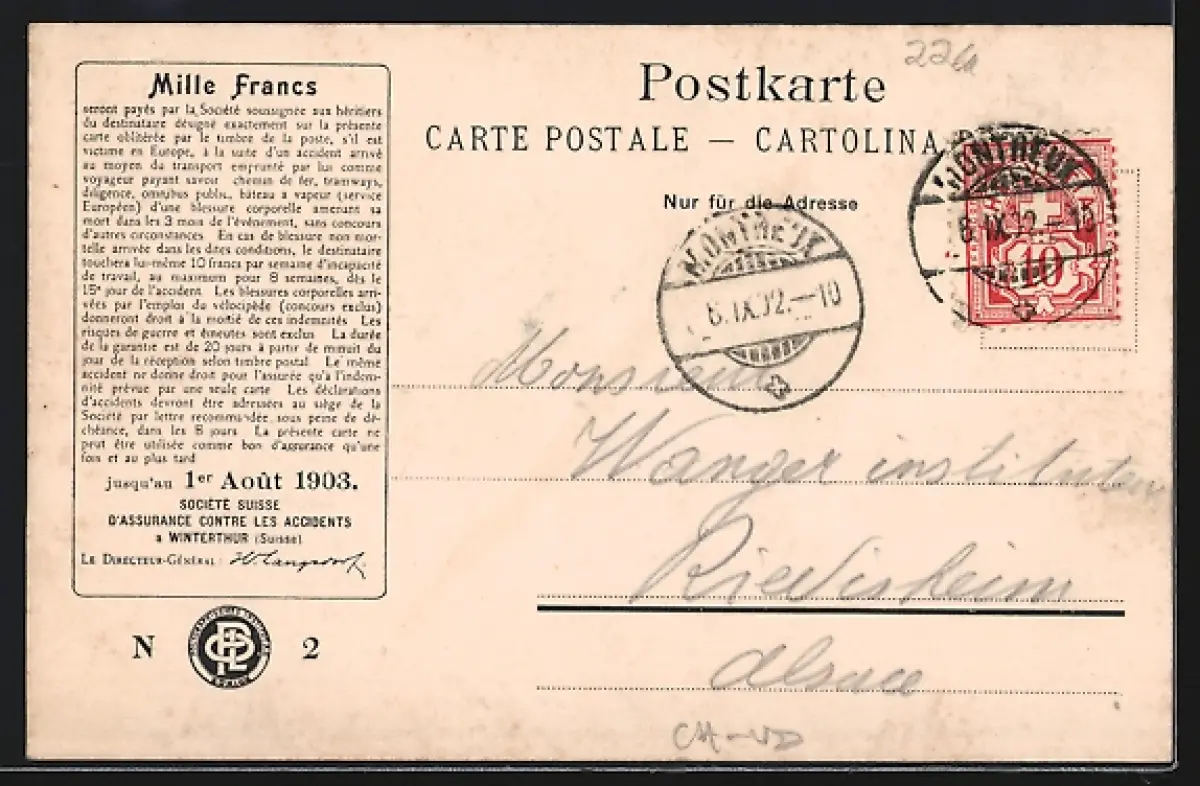 Mille Francs
seront payés par la Société soussignée aux héritiers
du destinataire désigné exactement sur la présente
carte oblitérée par le timbre de la poste, s'il est
victime en Europe, à la suite d'un accident arrivé
au moyen du transport emprunté par lui comme
voyageur payant savoir chemin de fer, tramways,
diligence, omnibus public, bateau a vapeur (service
Européen) d'une blessure corporelle amenant sa
mort dans les 3 mois de l'événement, sans concours
d'autres circonstances En cas de blessure non mor-
telle arrivée dans les dites conditions, le destinataire
touchera lui-même 10 francs par semaine d'incapacité
de travail, au maximum pour 8 semaines, dès le
15e jour de l'accident Les blessures corporelles arri-
vées par l'emploi du vélocipède (concours exclus)
donneront droit à la moitié de ces indemnités Les
risques de guerre et émeutes sont exclus La durée
de la garantie est de 20 jours à partir de minuit du
jour de la réception selon timbre postal Le même
accident ne donne droit pour l'assuré qu'à l'indem-
nité prévue par une seule carte Les déclarations
d'accidents devront être adressées au siège de la
Société par lettre recommandée sous peine de dé-
chéance, dans les 8 jours La présente carte ne
peut être utilisée comme bon d'assurance qu'une
fois et au plus tard
jusqu'au 1er Août 1903.
SOCIÉTÉ SUISSE
D'ASSURANCE CONTRE LES ACCIDENTS
a WINTERTHUR (Suisse)
LE DIRECTEUR-GÉNÉRAL: H. Langsdorf
N 2
22a
Postkarte
CARTE POSTALE — CARTOLINA
Nur für die Adresse
MONTREUX
6.IX.02.–10
MONTREUX
6.IX.02.–10
10
Monsieur
Wanger instituteur
Riedisheim
Alsace
CH-VD